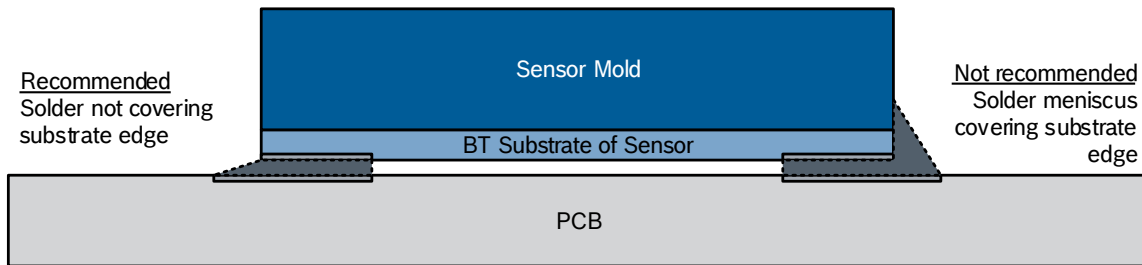 Sensor Mold
Recommended
Solder not covering
substrate edge
Not recommended
Solder meniscus
covering substrate
edge
BT Substrate of Sensor
PCB